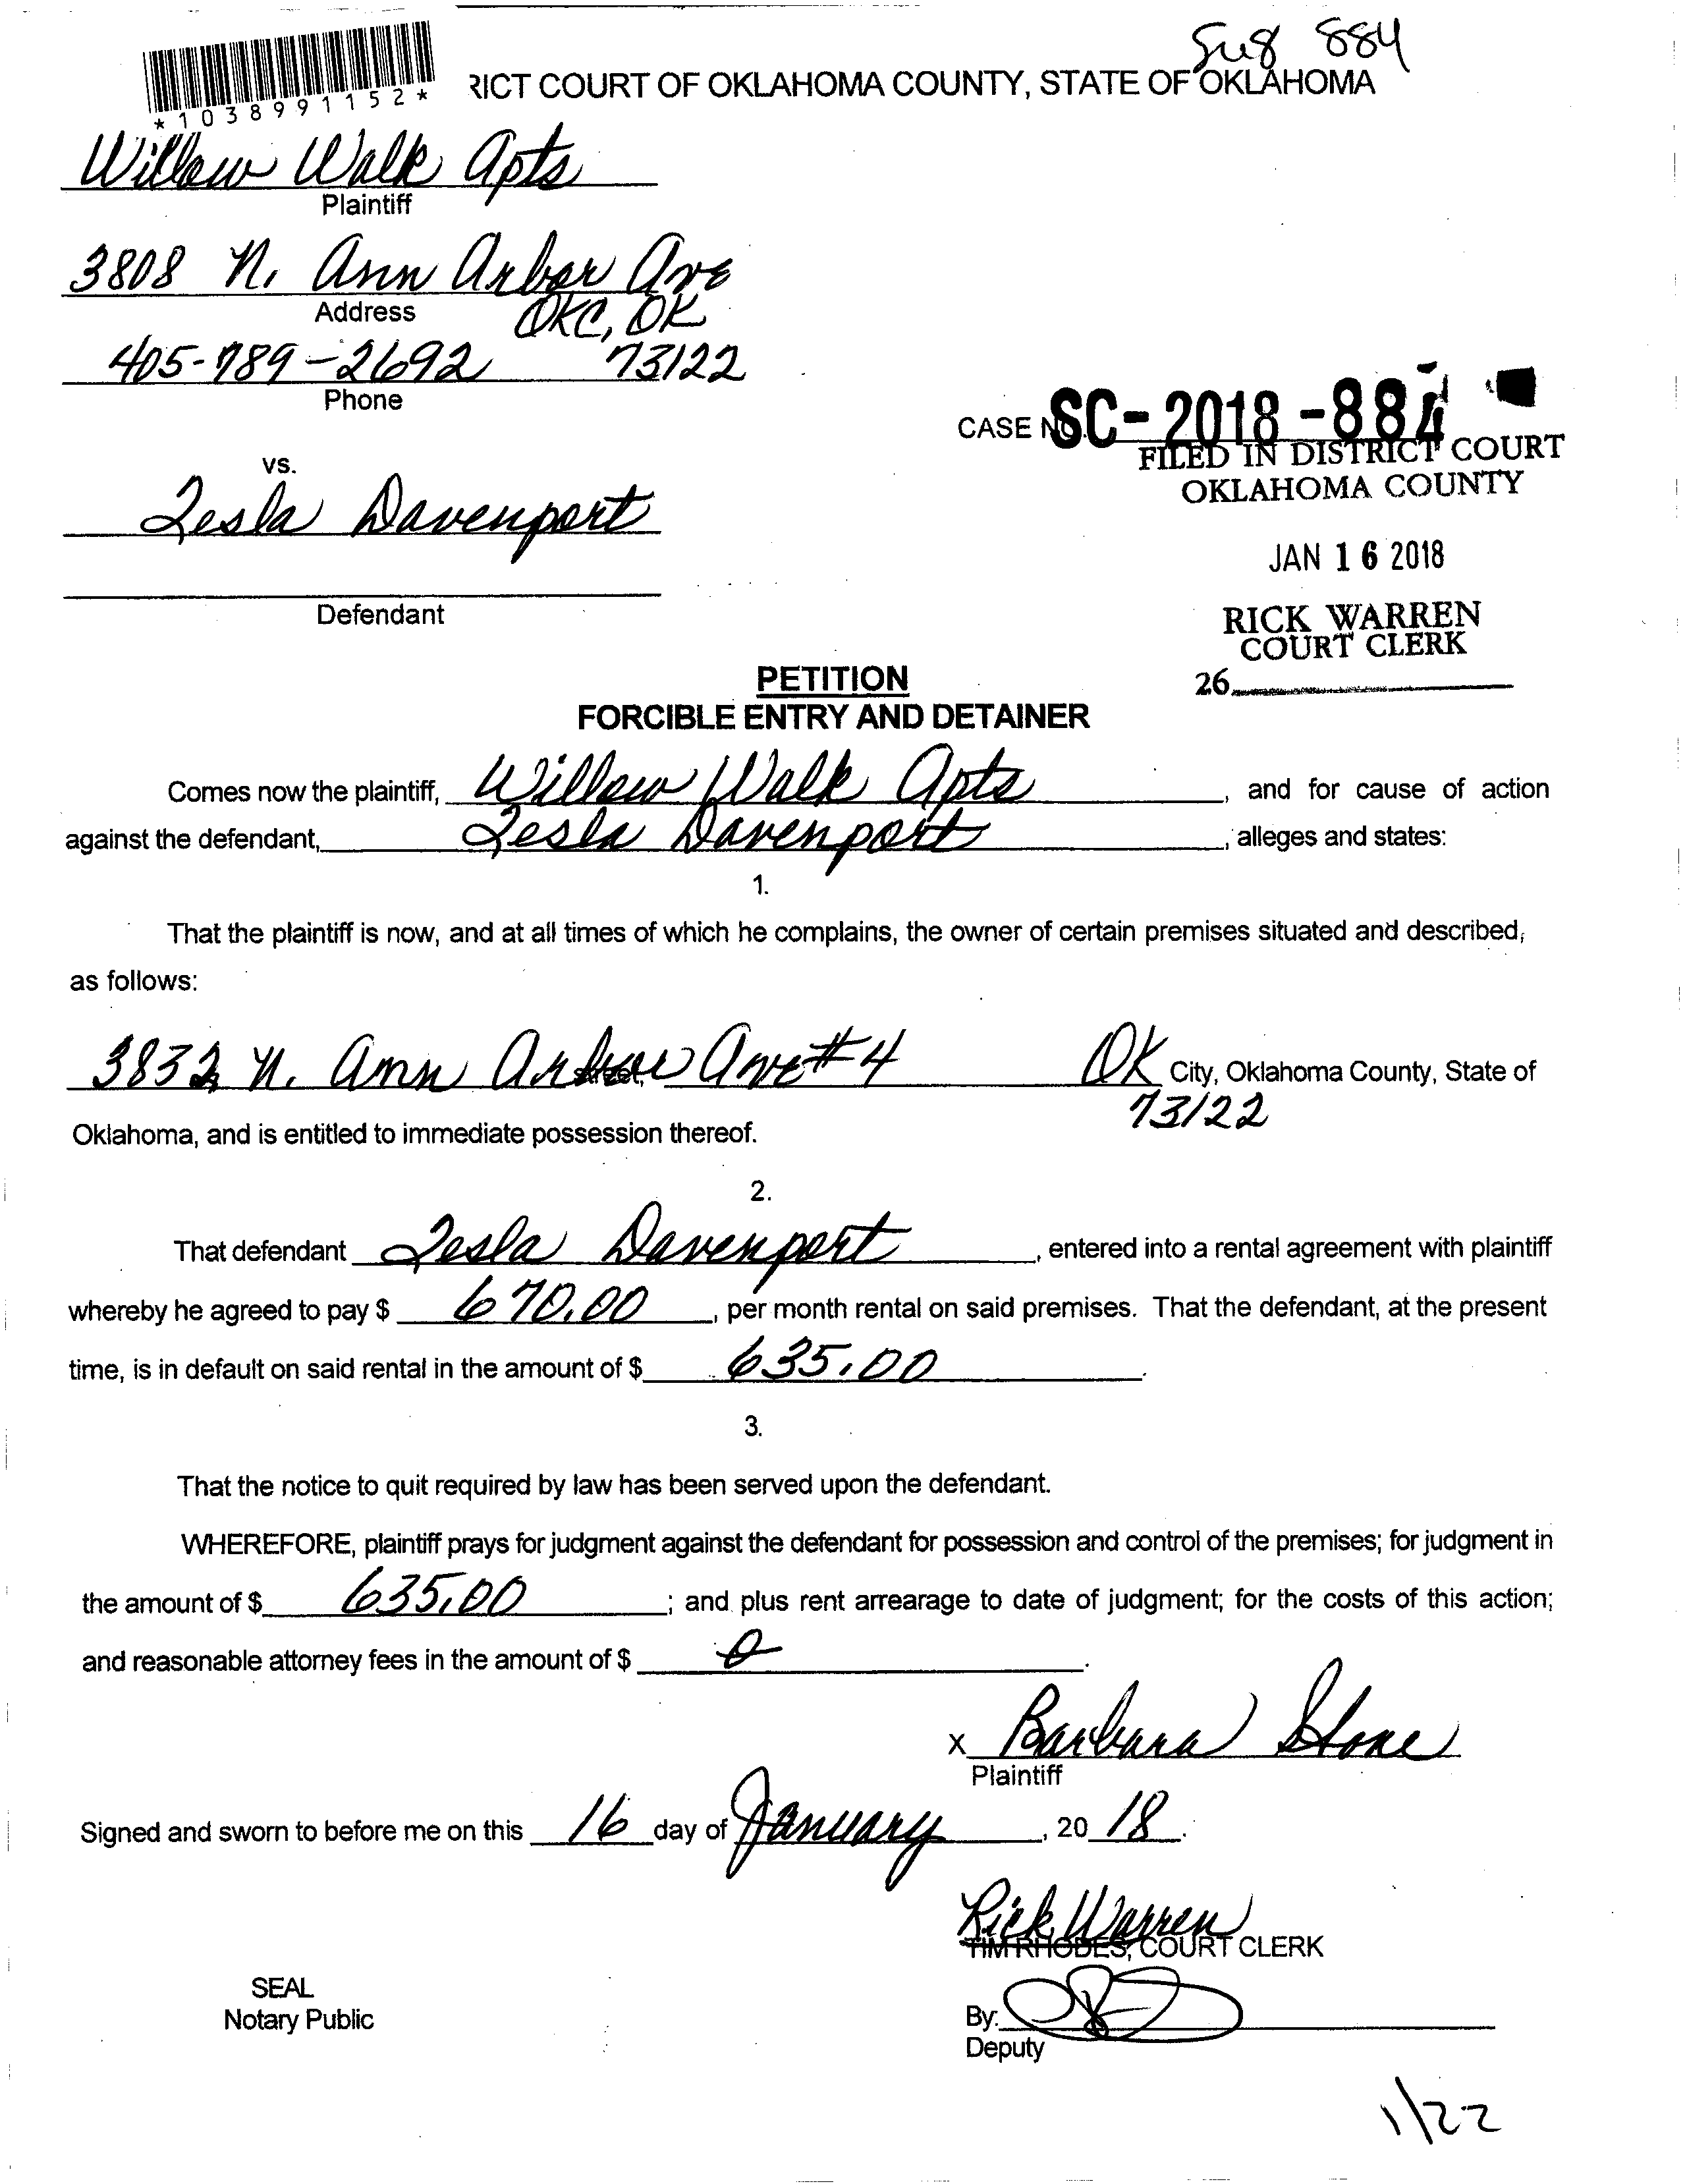 SC18 884
*1038991152*
RICT COURT OF OKLAHOMA COUNTY, STATE OF OKLAHOMA
Willow Walk Apts
Plaintiff
3808 N. Ann Arbor Ave
Address
OKC, OK
405-789-2692 73122
Phone
CASE NO. SC-2018-884
FILED IN DISTRICT COURT
OKLAHOMA COUNTY
vs.
Tesla Davenport
JAN 16 2018
Defendant
RICK WARREN
COURT CLERK
26
PETITION
FORCIBLE ENTRY AND DETAINER
Comes now the plaintiff, Willow Walk Apts, and for cause of action
against the defendant, Tesla Davenport, alleges and states:
1.
That the plaintiff is now, and at all times of which he complains, the owner of certain premises situated and described,
as follows:
3832 N. Ann Arbor Ave #4 OK City, Oklahoma County, State of
street,
73122
Oklahoma, and is entitled to immediate possession thereof.
2.
That defendant Tesla Davenport, entered into a rental agreement with plaintiff
whereby he agreed to pay $ 670.00, per month rental on said premises. That the defendant, at the present
time, is in default on said rental in the amount of $ 635.00.
3.
That the notice to quit required by law has been served upon the defendant.
WHEREFORE, plaintiff prays for judgment against the defendant for possession and control of the premises; for judgment in
the amount of $ 635.00; and plus rent arrearage to date of judgment; for the costs of this action;
and reasonable attorney fees in the amount of $ 0.
X Barbara Stone
Plaintiff
Signed and sworn to before me on this 16 day of January, 20 18.
Rick Warren
TIM RHODES, COURT CLERK
SEAL
Notary Public
By:
Deputy
1/22